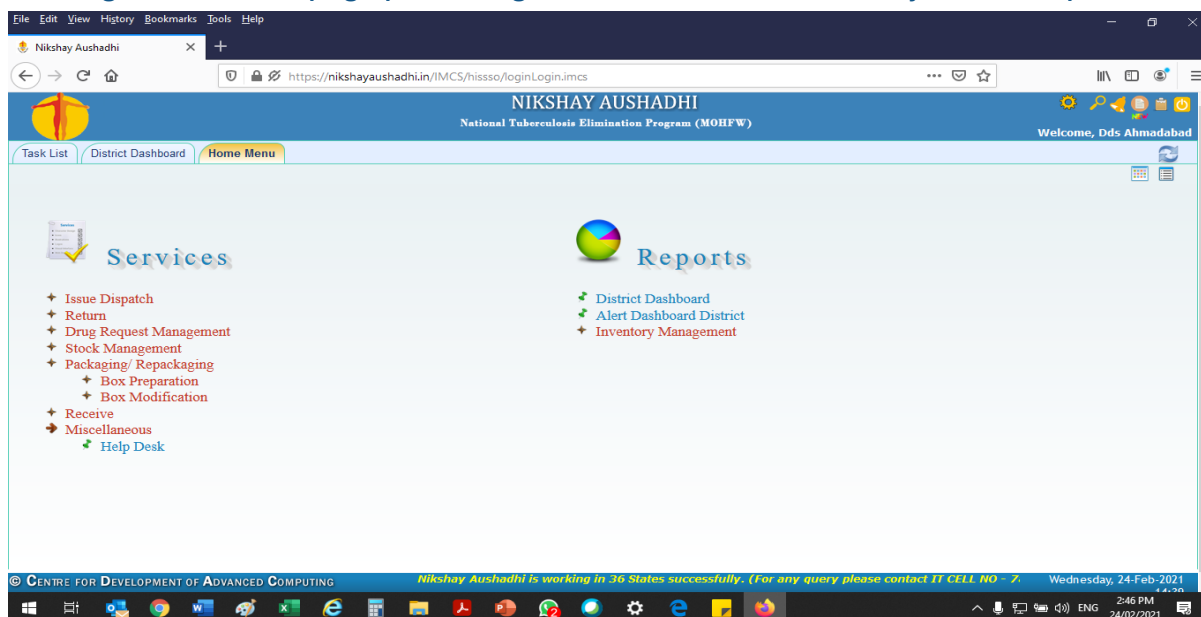 File Edit View History Bookmarks Tools Help
Nikshay Aushadhi
https://nikshayaushadhi.in/IMCS/hissso/loginLogin.imcs
NIKSHAY AUSHADHI
National Tuberculosis Elimination Program (MOHFW)
Welcome, Dds Ahmadabad
Task List District Dashboard Home Menu
Services
Issue Dispatch
Return
Drug Request Management
Stock Management
Packaging/ Repackaging
Box Preparation
Box Modification
Receive
Miscellaneous
Help Desk
Reports
District Dashboard
Alert Dashboard District
Inventory Management
© CENTRE FOR DEVELOPMENT OF ADVANCED COMPUTING Nikshay Aushadhi is working in 36 States successfully. (For any query please contact IT CELL NO - 7 Wednesday, 24-Feb-2021
ENG 2:46 PM
24/02/2021